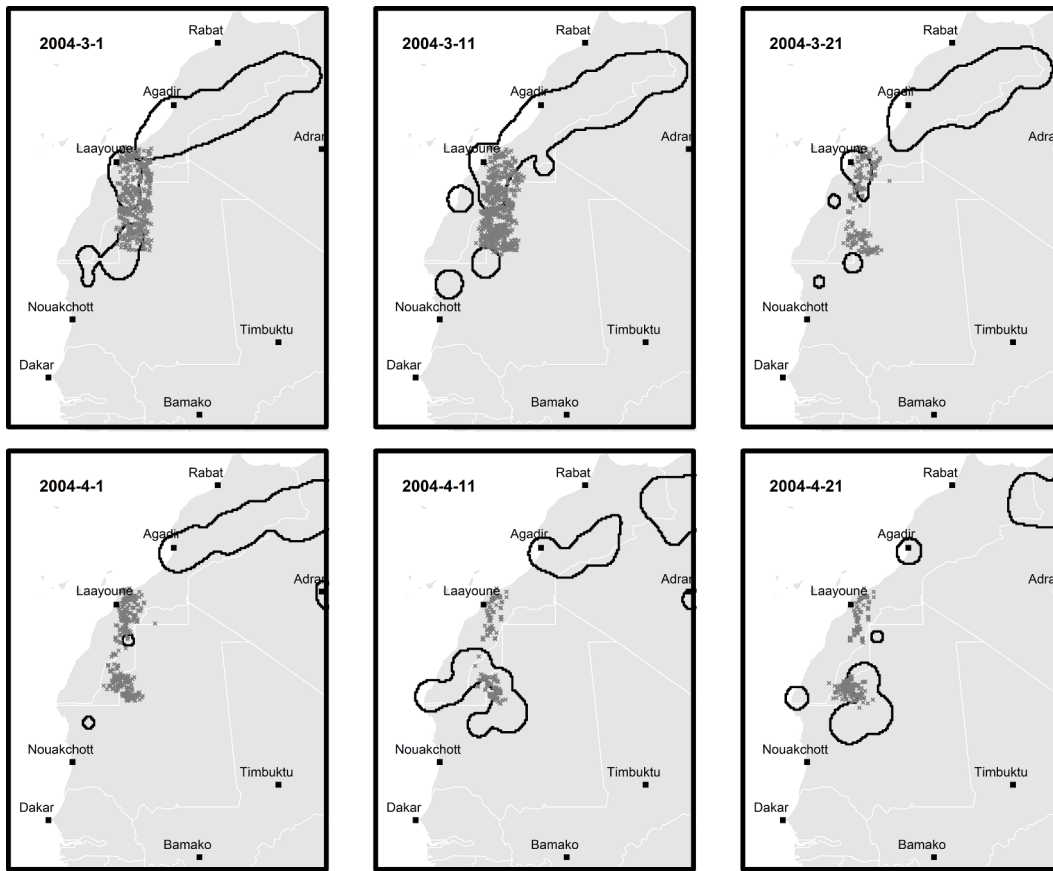 2004-3-1
Rabat
Agadir
Laayoune
Adrar
Nouakchott
Timbuktu
Dakar
Bamako
2004-3-11
Rabat
Agadir
Laayoune
Adrar
Nouakchott
Timbuktu
Dakar
Bamako
2004-3-21
Rabat
Agadir
Laayoune
Adra
Nouakchott
Timbuktu
Dakar
Bamako
2004-4-1
Rabat
Agadir
Laayoune
Adrar
Nouakchott
Timbuktu
Dakar
Bamako
2004-4-11
Rabat
Agadir
Laayoune
Adrar
Nouakchott
Timbuktu
Dakar
Bamako
2004-4-21
Rabat
Agadir
Laayoune
Adra
Nouakchott
Timbuktu
Dakar
Bamako